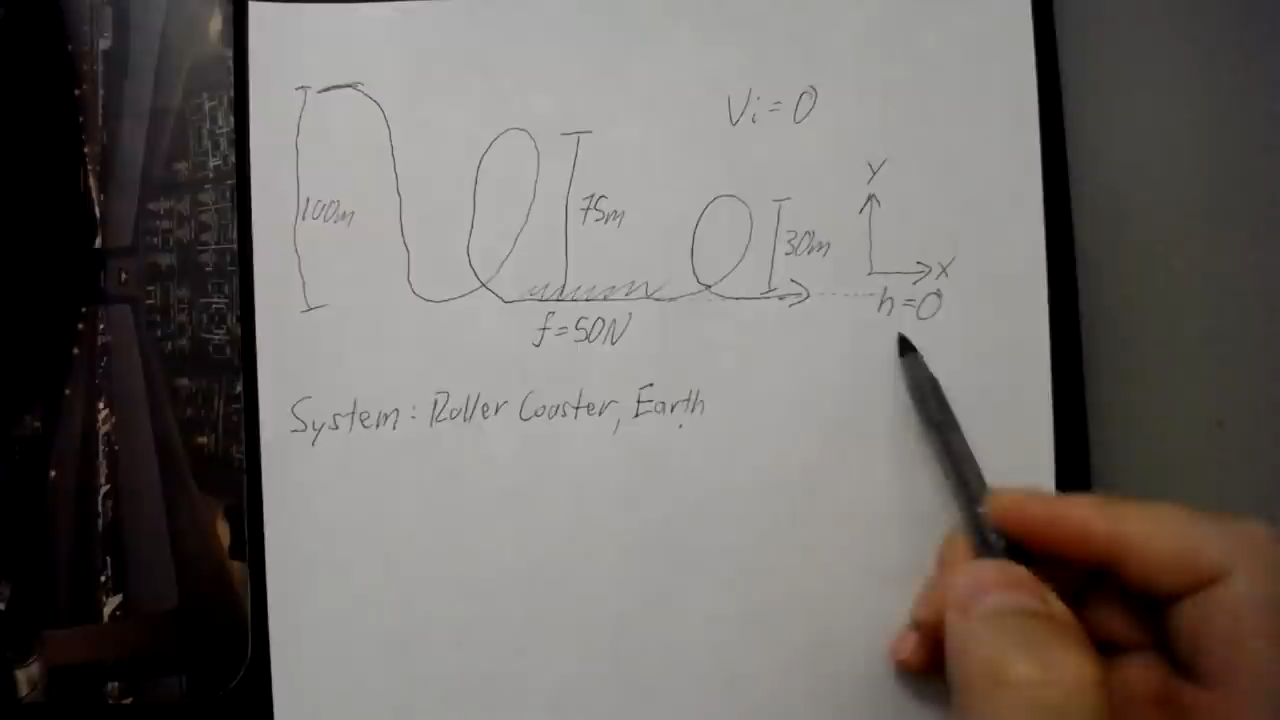 Vi = 0
Y
100m
75m
30m
X
h = 0
f = 50N
System: Roller Coaster, Earth